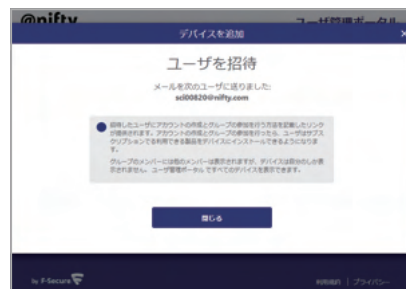 @nifty
ユーザ管理ポータル
デバイスを追加
×
ユーザを招待
メールを次のユーザに送りました:
sci00820@nifty.com
招待したユーザにアカウントの作成とグループの参加を行う方法を記載したリンク
が提供されます。アカウントの作成とグループの参加を行ったら、ユーザはサブス
クリプションで利用できる製品をデバイスにインストールできるようになりま
す。
グループのメンバーには他のメンバーは表示されますが、デバイスは自分のしか表
示されません。ユーザ管理ポータル ですべてのデバイスを表示できます。
閉じる
by F-Secure
利用規約 | プライバシー